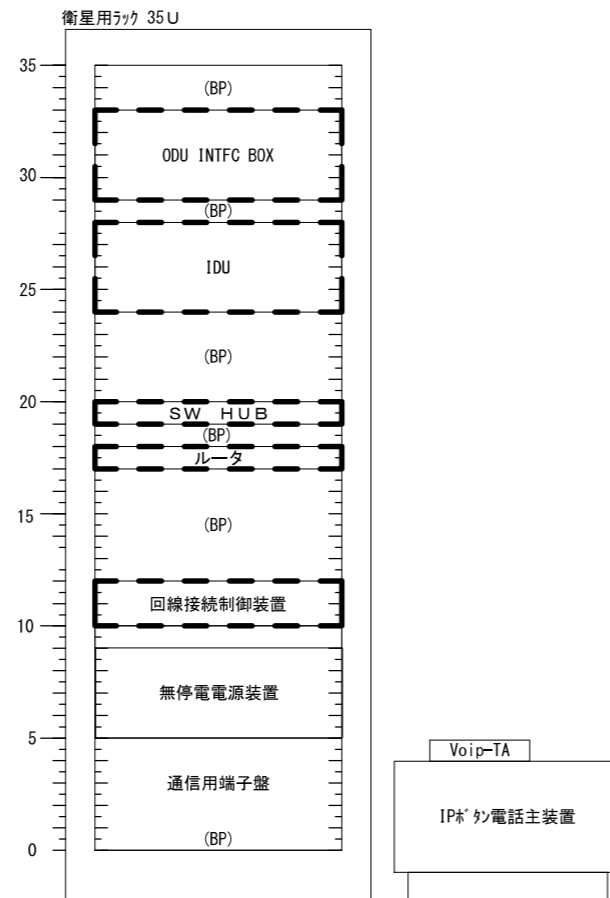 衛星用ﾗｯｸ 35U
35
(BP)
ODU INTFC BOX
30
(BP)
IDU
25
(BP)
20
SW HUB
(BP)
ルータ
15
(BP)
回線接続制御装置
10
無停電電源装置
5
Voip-TA
通信用端子盤
IPﾎﾞﾀﾝ電話主装置
(BP)
0